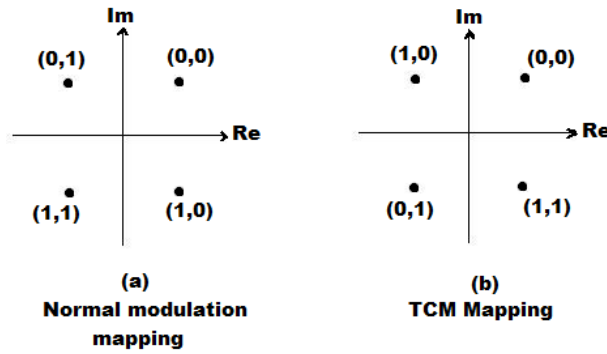 Im
Im
(0,1)
(0,0)
(1,0)
(0,0)
Re
Re
(1,1)
(1,0)
(0,1)
(1,1)
(a)
Normal modulation
mapping
(b)
TCM Mapping